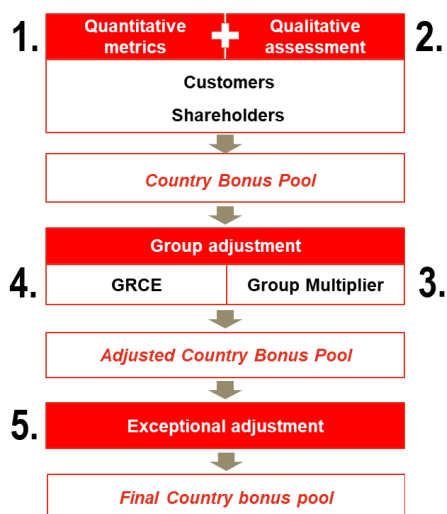 1.
Quantitative metrics
+
Qualitative assessment
2.
Customers
Shareholders
Country Bonus Pool
Group adjustment
4.
GRCE
Group Multiplier
3.
Adjusted Country Bonus Pool
5.
Exceptional adjustment
Final Country bonus pool